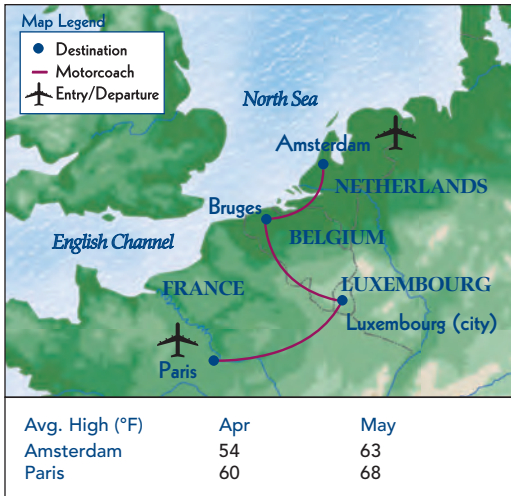 Map Legend
Destination
Motorcoach
Entry/Departure
North Sea
Amsterdam
NETHERLANDS
Bruges
BELGIUM
English Channel
FRANCE
LUXEMBOURG
Luxembourg (city)
Paris
Avg. High (°F) Apr May
Amsterdam 54 63
Paris 60 68